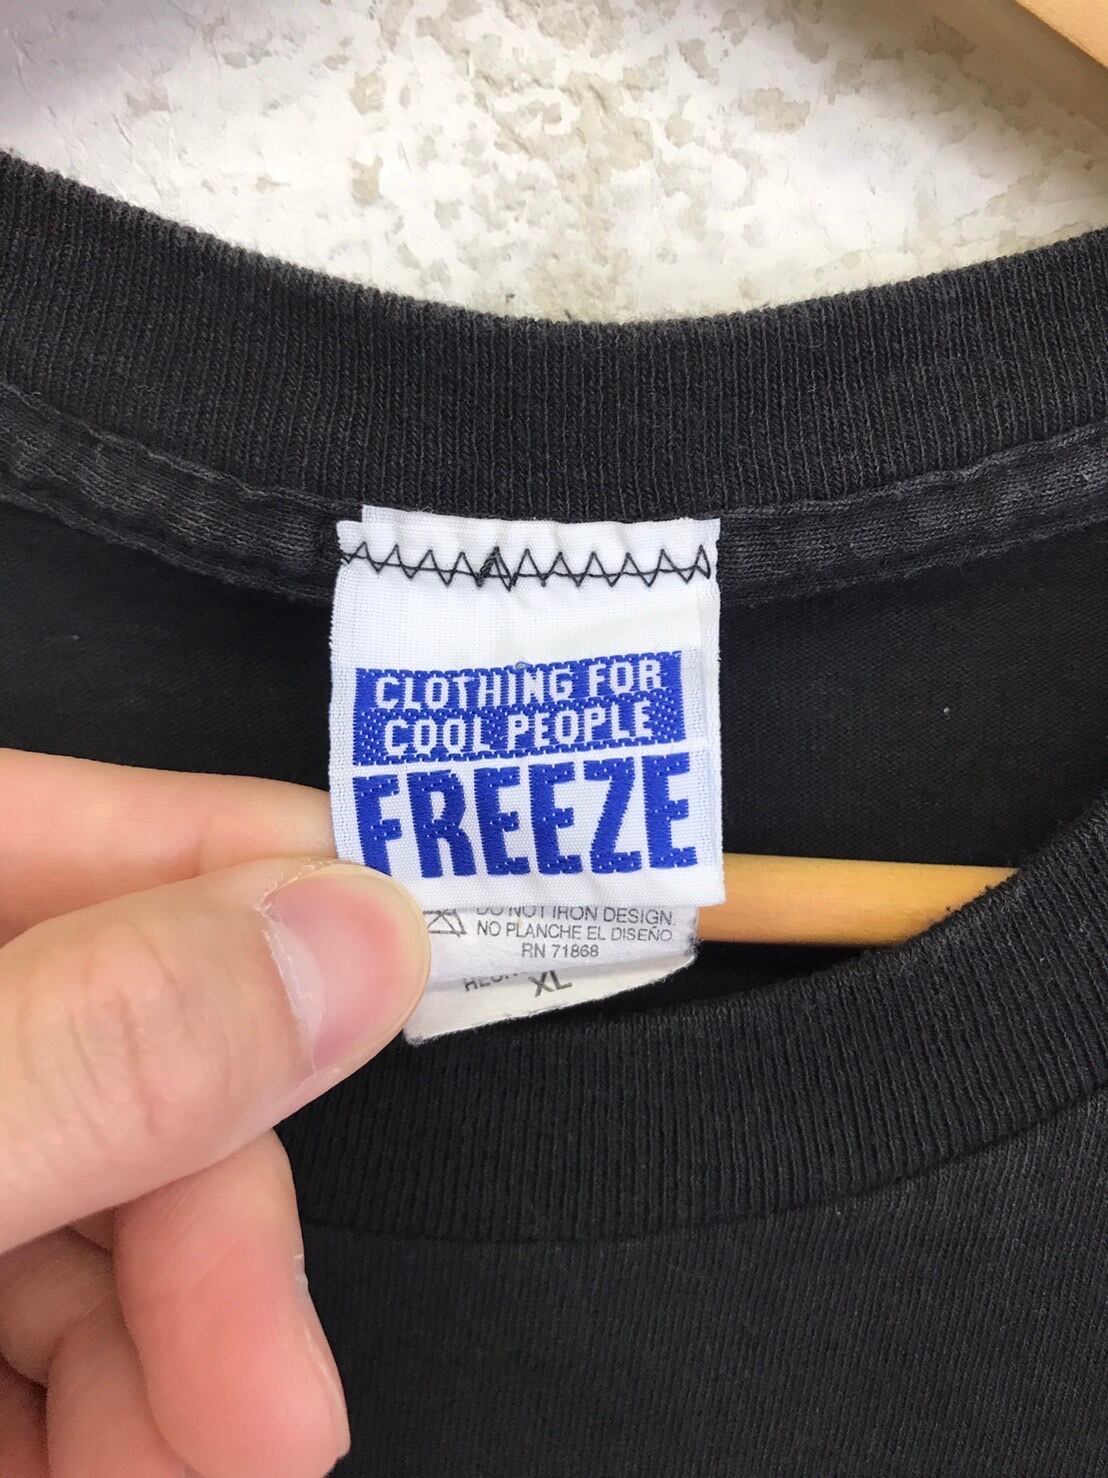 CLOTHING FOR
COOL PEOPLE
FREEZE
DO NOT IRON DESIGN.
NO PLANCHE EL DISEÑO.
RN 71868
XL